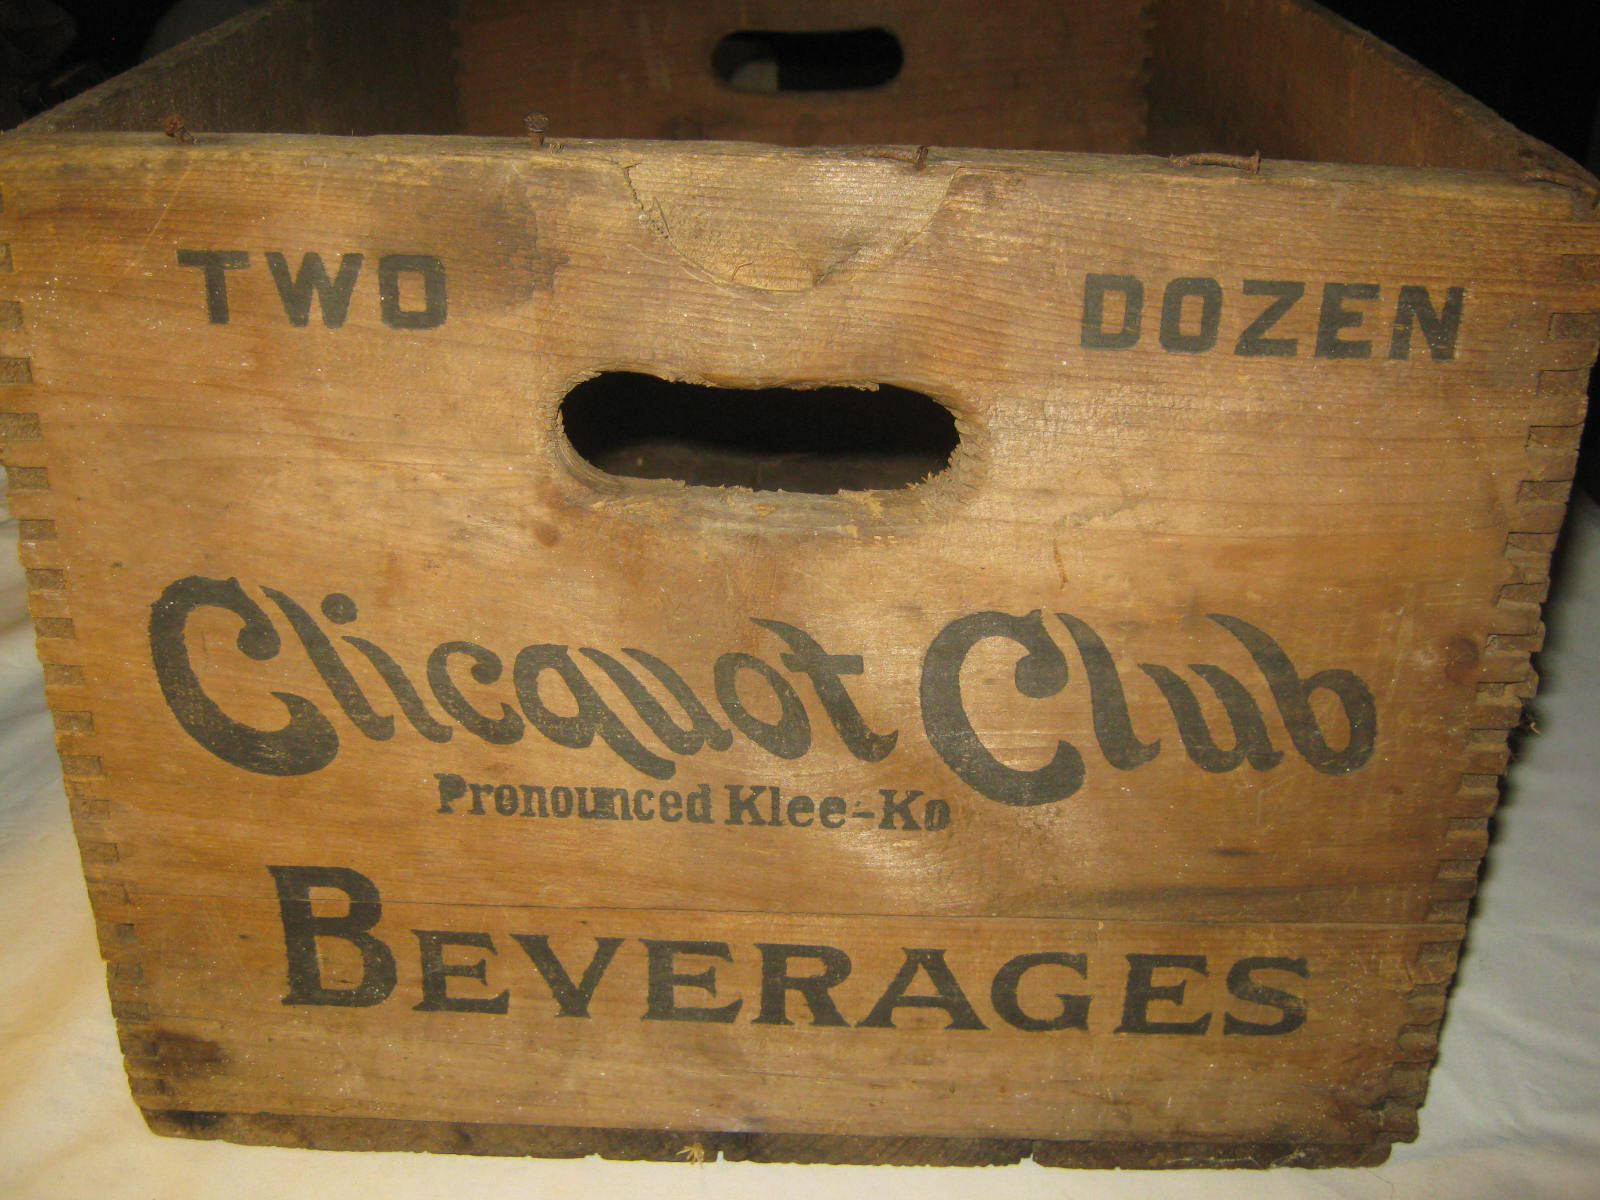 TWO DOZEN
Clicquot Club
Pronounced Klee-Ko
BEVERAGES